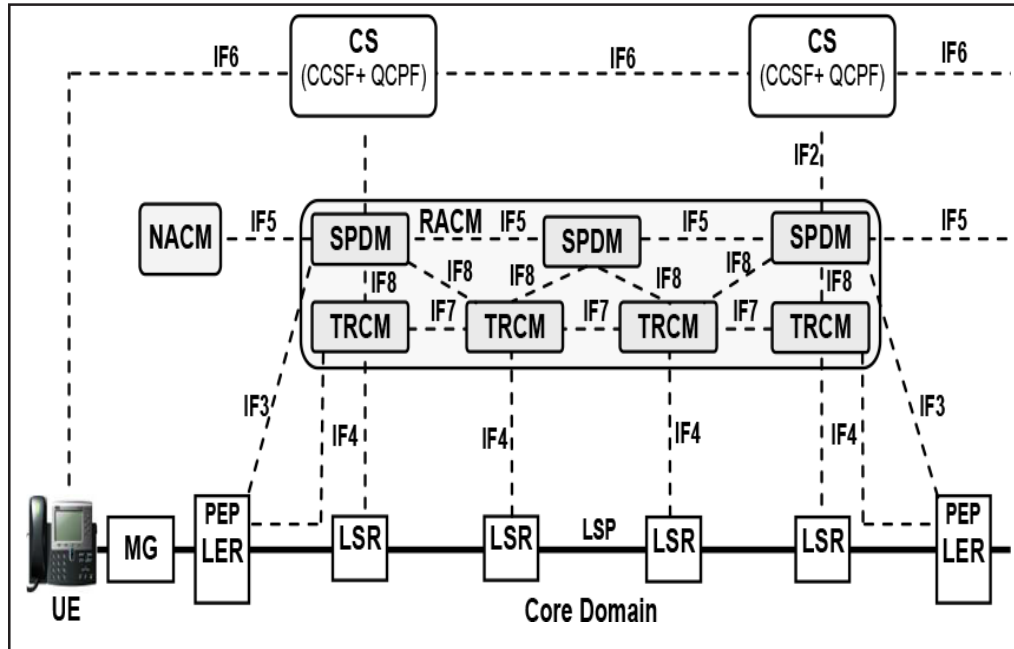 CS
(CCSF+ QCPF)
CS
(CCSF+ QCPF)
IF6
IF6
IF6
IF2
NACM
IF5
SPDM
RACM
IF5
SPDM
IF5
SPDM
IF5
IF8
IF8
IF8
IF8
IF8
IF8
TRCM
IF7
TRCM
IF7
TRCM
IF7
TRCM
IF3
IF4
IF4
IF4
IF4
IF3
PEP
LER
MG
LSR
LSR
LSP
LSR
LSR
PEP
LER
UE
Core Domain